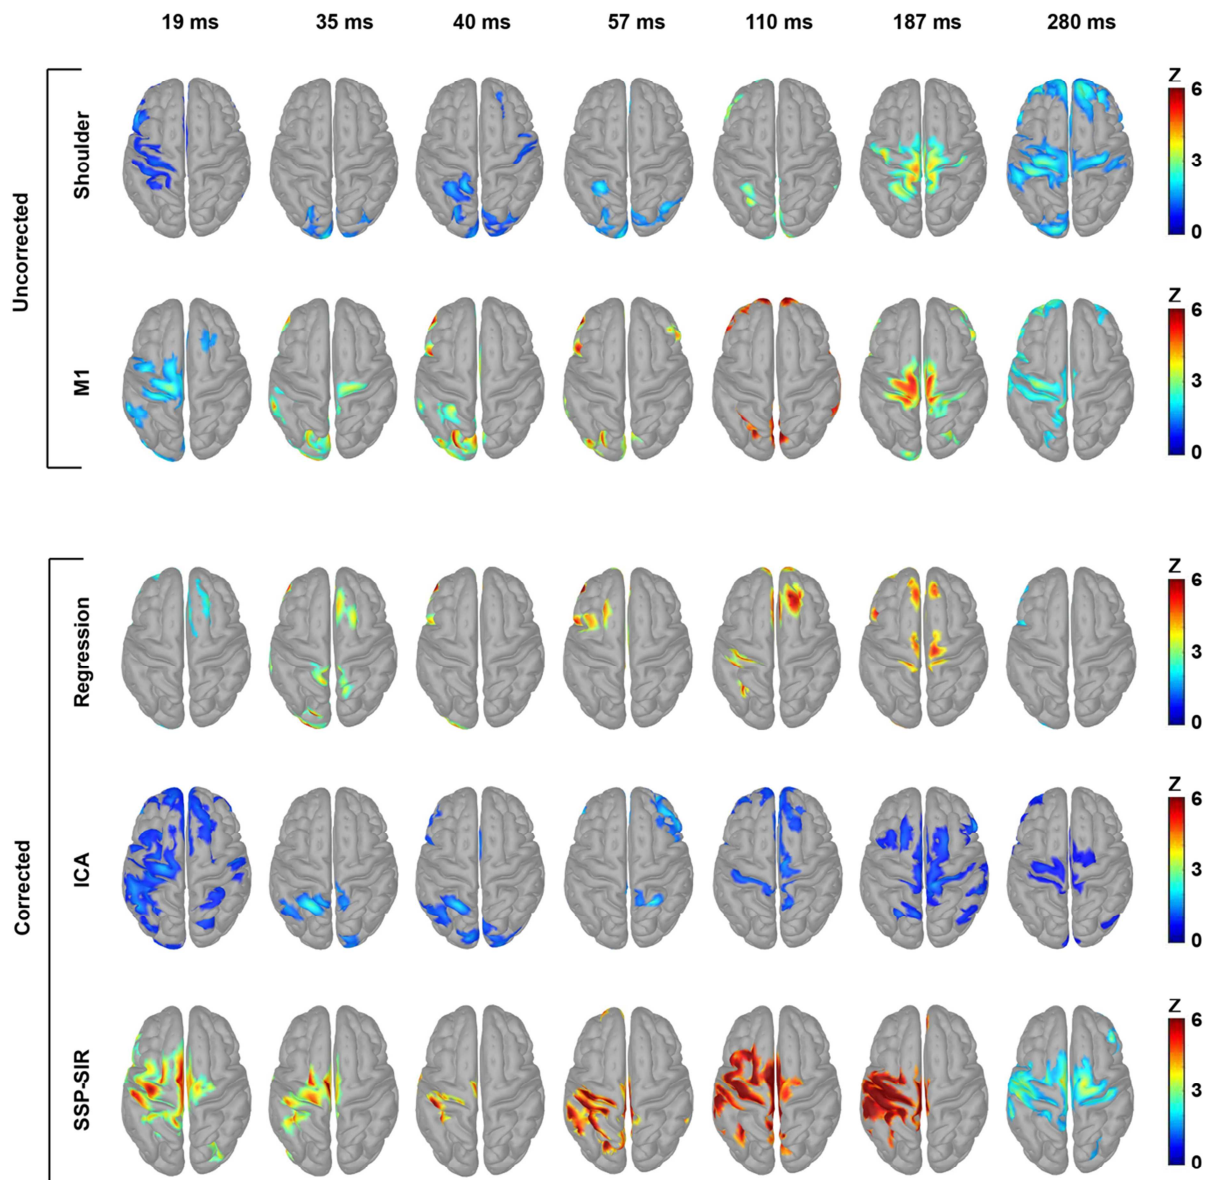 19 ms 35 ms 40 ms 57 ms 110 ms 187 ms 280 ms
Uncorrected
Shoulder
Z
6
3
0
M1
Z
6
3
0
Corrected
Regression
Z
6
3
0
ICA
Z
6
3
0
SSP-SIR
Z
6
3
0